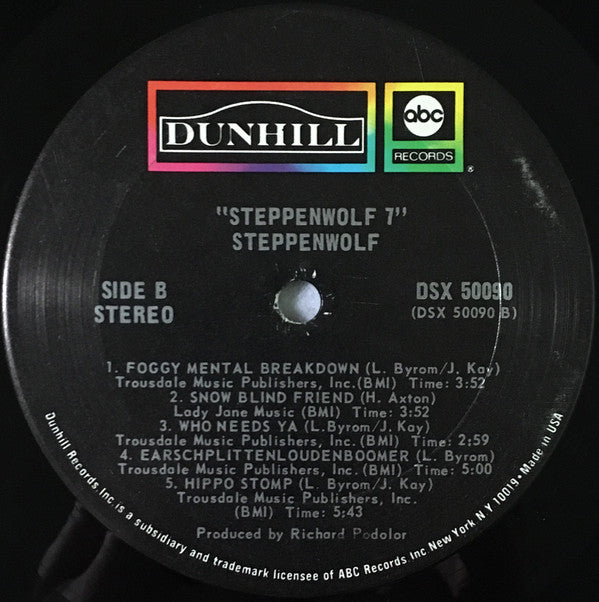 DUNHILL
abc
RECORDS
®
"STEPPENWOLF 7"
STEPPENWOLF
SIDE B
STEREO
DSX 50090
(DSX 50090 B)
1. FOGGY MENTAL BREAKDOWN (L. Byrom/J. Kay)
Trousdale Music Publishers, Inc.(BMI) Time: 3:52
2. SNOW BLIND FRIEND (H. Axton)
Lady Jane Music (BMI) Time: 3:52
3. WHO NEEDS YA (L.Byrom/J. Kay)
Trousdale Music Publishers, Inc. (BMI) Time: 2:59
4. EARSCHPLITTENLOUDENBOOMER (L. Byrom)
Trousdale Music Publishers, Inc. (BMI) Time: 5:00
5. HIPPO STOMP (L. Byrom/J. Kay)
Trousdale Music Publishers, Inc.
(BMI) Time: 5:43
Produced by Richard Podolor
Dunhill Records, Inc. is a subsidiary and trademark licensee of ABC Records Inc New York N Y 10019 • Made in USA